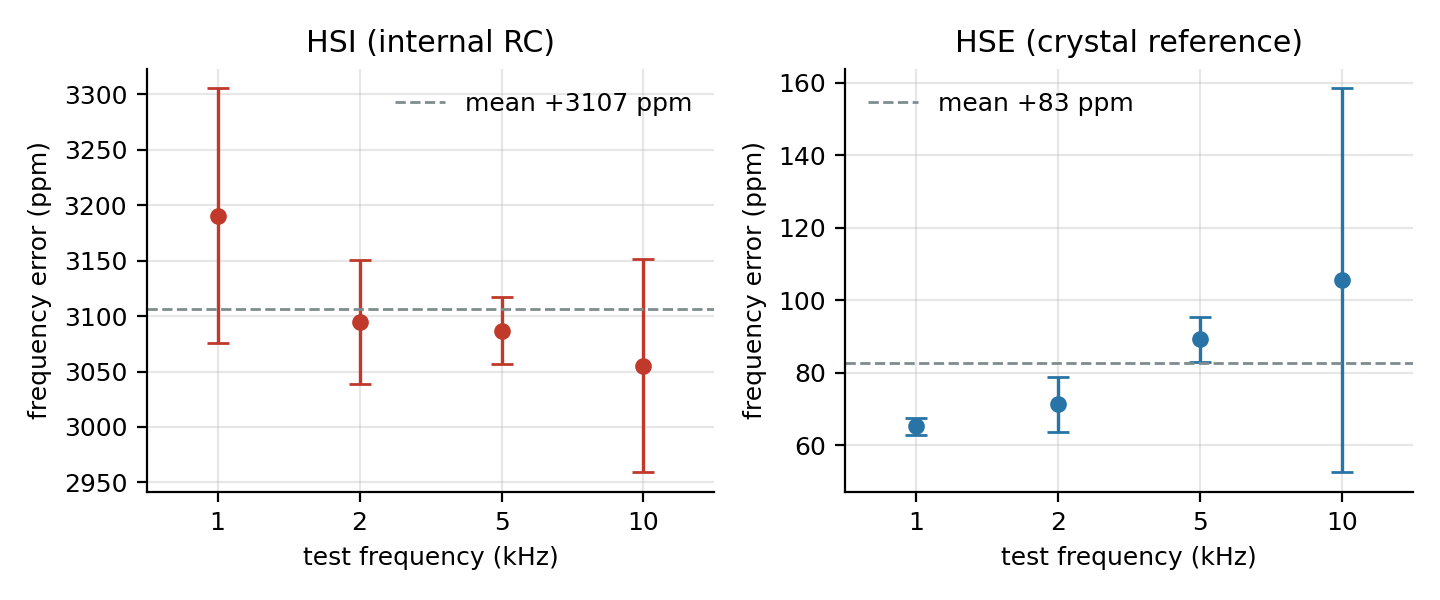 HSI (internal RC)
mean +3107 ppm
frequency error (ppm)
3300
3250
3200
3150
3100
3050
3000
2950
1 2 5 10
test frequency (kHz)
HSE (crystal reference)
mean +83 ppm
frequency error (ppm)
160
140
120
100
80
60
1 2 5 10
test frequency (kHz)